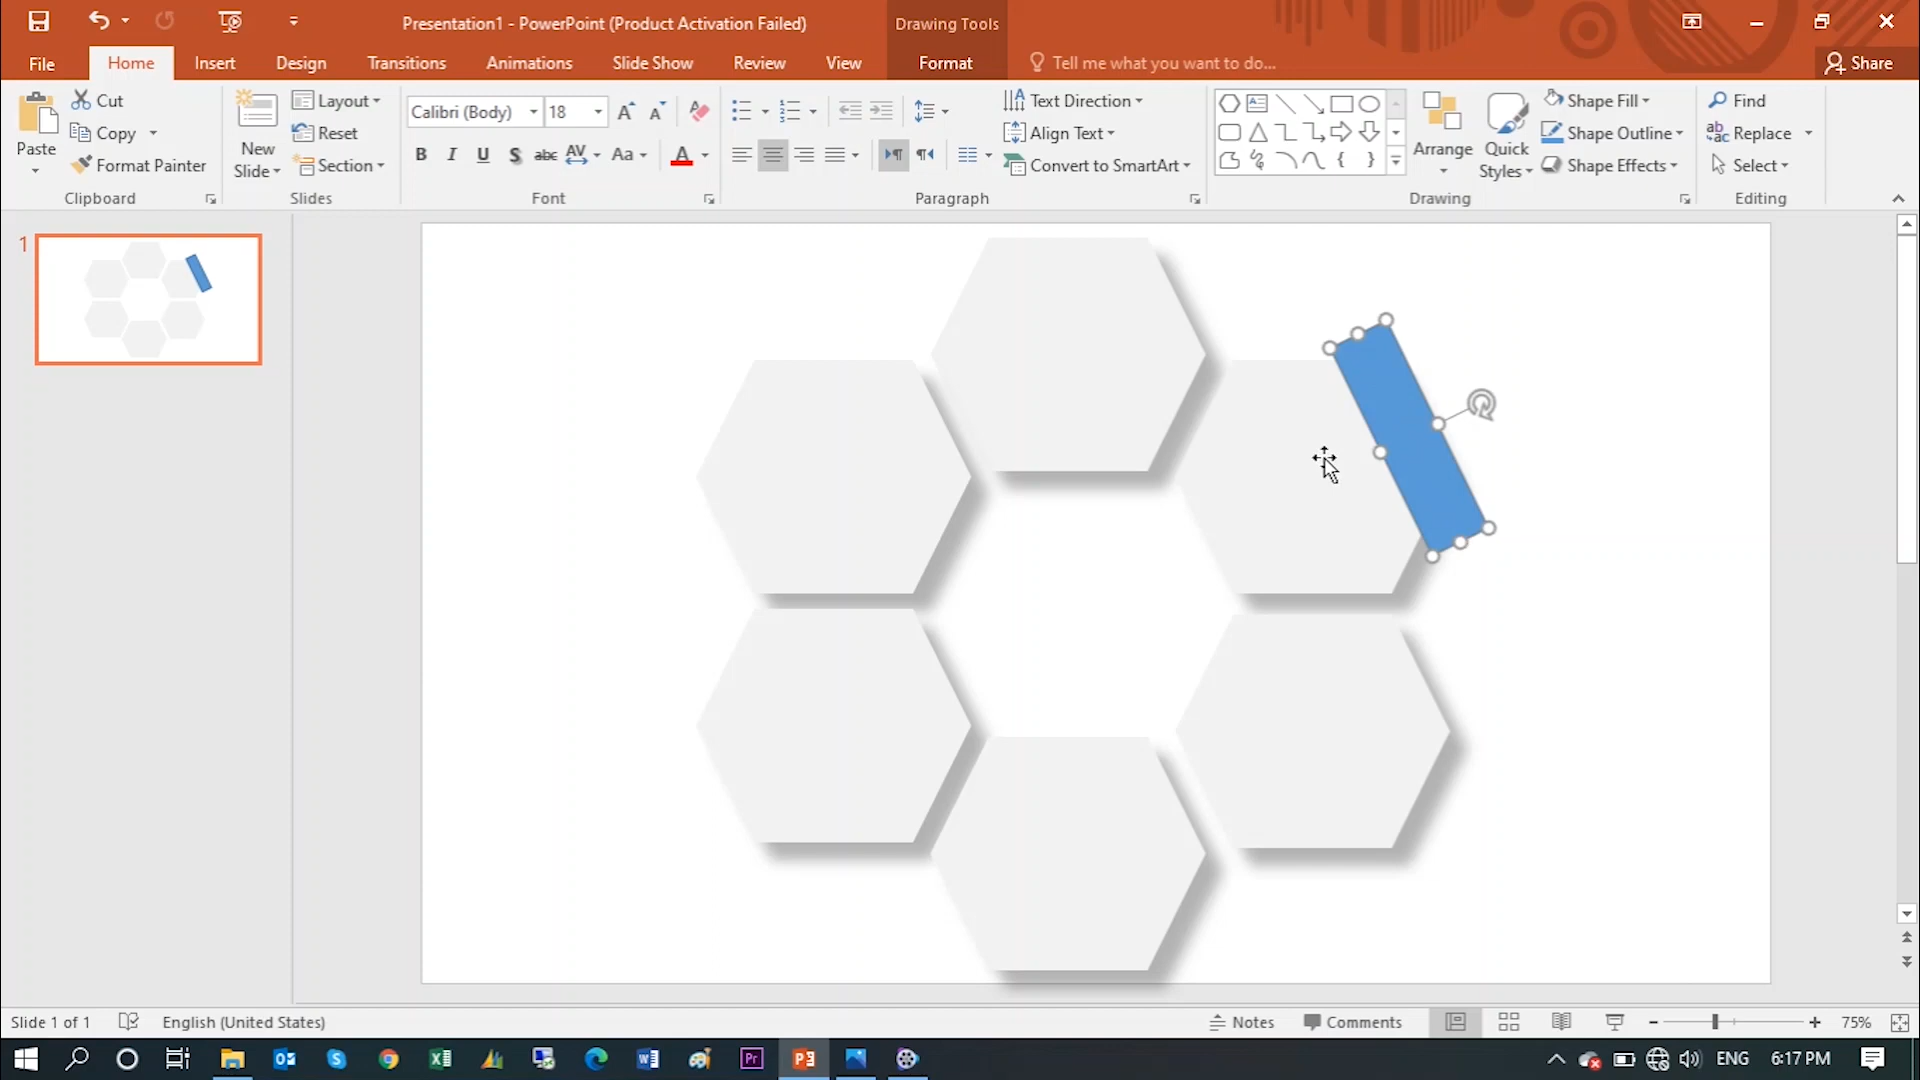 Presentation1 - PowerPoint (Product Activation Failed)
Drawing Tools
File Home Insert Design Transitions Animations Slide Show Review View Format Tell me what you want to do... Share
Paste
Cut
Copy
Format Painter
Clipboard
New Slide
Layout
Reset
Section
Slides
Calibri (Body) 18
B I U S abc AV Aa A
Font
Text Direction
Align Text
Convert to SmartArt
Paragraph
Arrange
Quick Styles
Shape Fill
Shape Outline
Shape Effects
Drawing
Find
Replace
Select
Editing
1
Slide 1 of 1 English (United States) Notes Comments 75%
ENG 6:17 PM